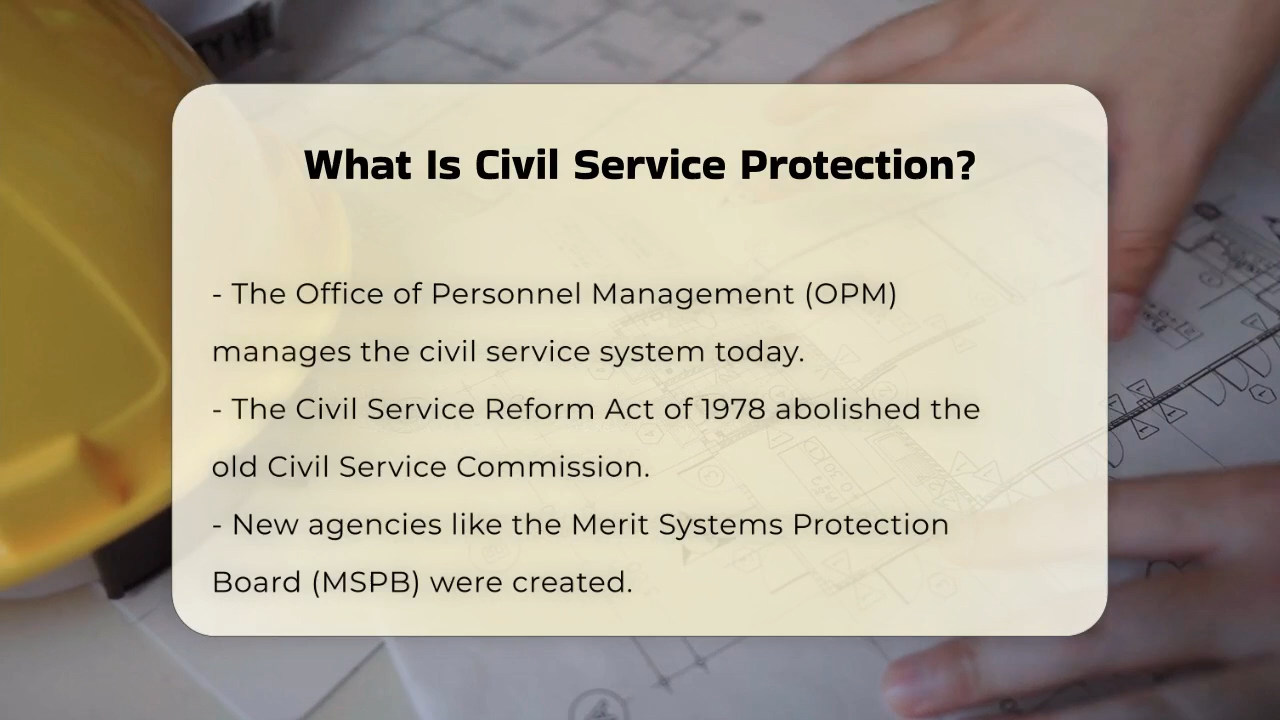 What Is Civil Service Protection?
- The Office of Personnel Management (OPM)
manages the civil service system today.
- The Civil Service Reform Act of 1978 abolished the
old Civil Service Commission.
- New agencies like the Merit Systems Protection
Board (MSPB) were created.